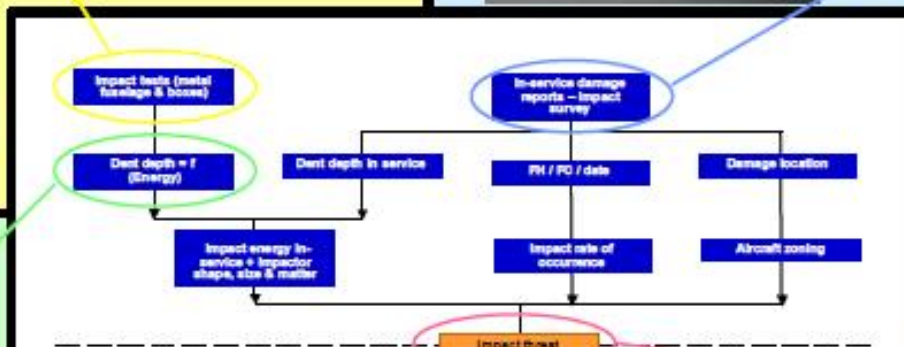 Impact tests (metal
fuselage & boxes)
In-service damage
reports – Impact
survey
Dent depth = f
(Energy)
Dent depth in service
FH / FC / date
Damage location
Impact energy in-
service + Impactor
shape, size & matter
Impact rate of
occurrence
Aircraft zoning
Impact threat